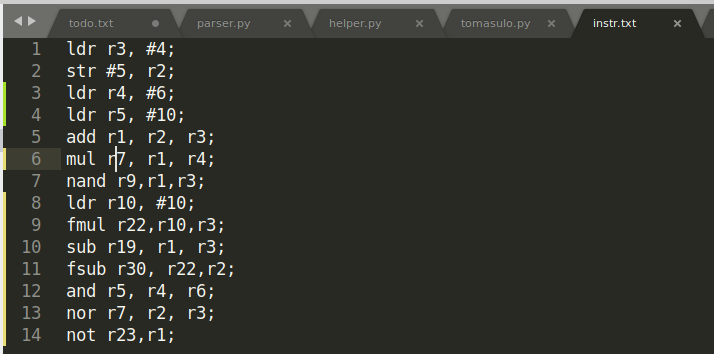 todo.txt parser.py helper.py tomasulo.py instr.txt
1 ldr r3, #4;
2 str #5, r2;
3 ldr r4, #6;
4 ldr r5, #10;
5 add r1, r2, r3;
6 mul r7, r1, r4;
7 nand r9,r1,r3;
8 ldr r10, #10;
9 fmul r22,r10,r3;
10 sub r19, r1, r3;
11 fsub r30, r22,r2;
12 and r5, r4, r6;
13 nor r7, r2, r3;
14 not r23,r1;